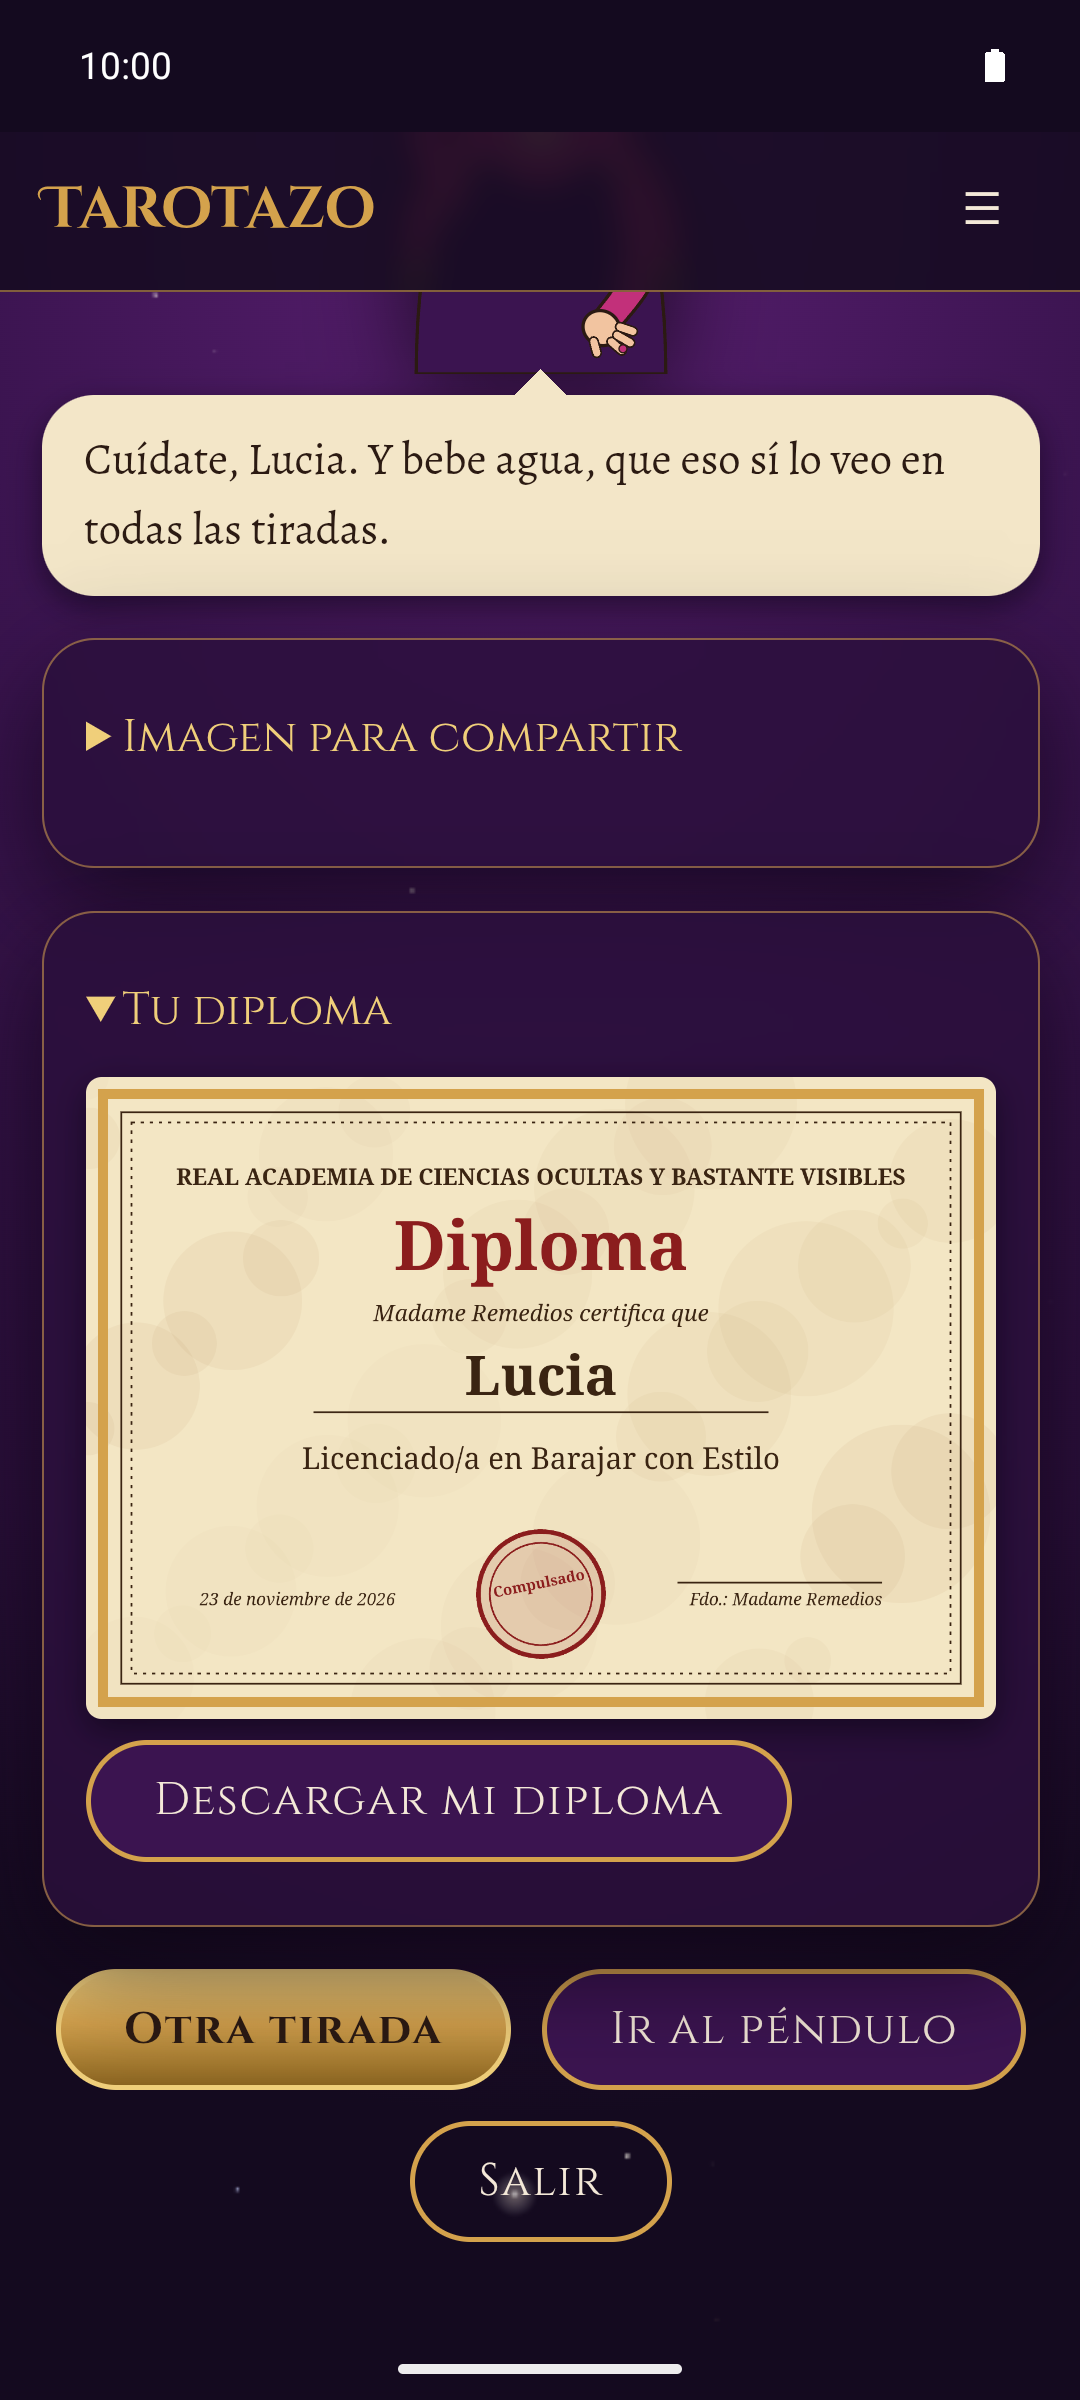 10:00
TAROTAZO
Cuídate, Lucia. Y bebe agua, que eso sí lo veo en
todas las tiradas.
Imagen para compartir
Tu diploma
REAL ACADEMIA DE CIENCIAS OCULTAS Y BASTANTE VISIBLES
Diploma
Madame Remedios certifica que
Lucia
Licenciado/a en Barajar con Estilo
Compulsado
23 de noviembre de 2026
Fdo.: Madame Remedios
Descargar mi diploma
Otra tirada
Ir al péndulo
Salir